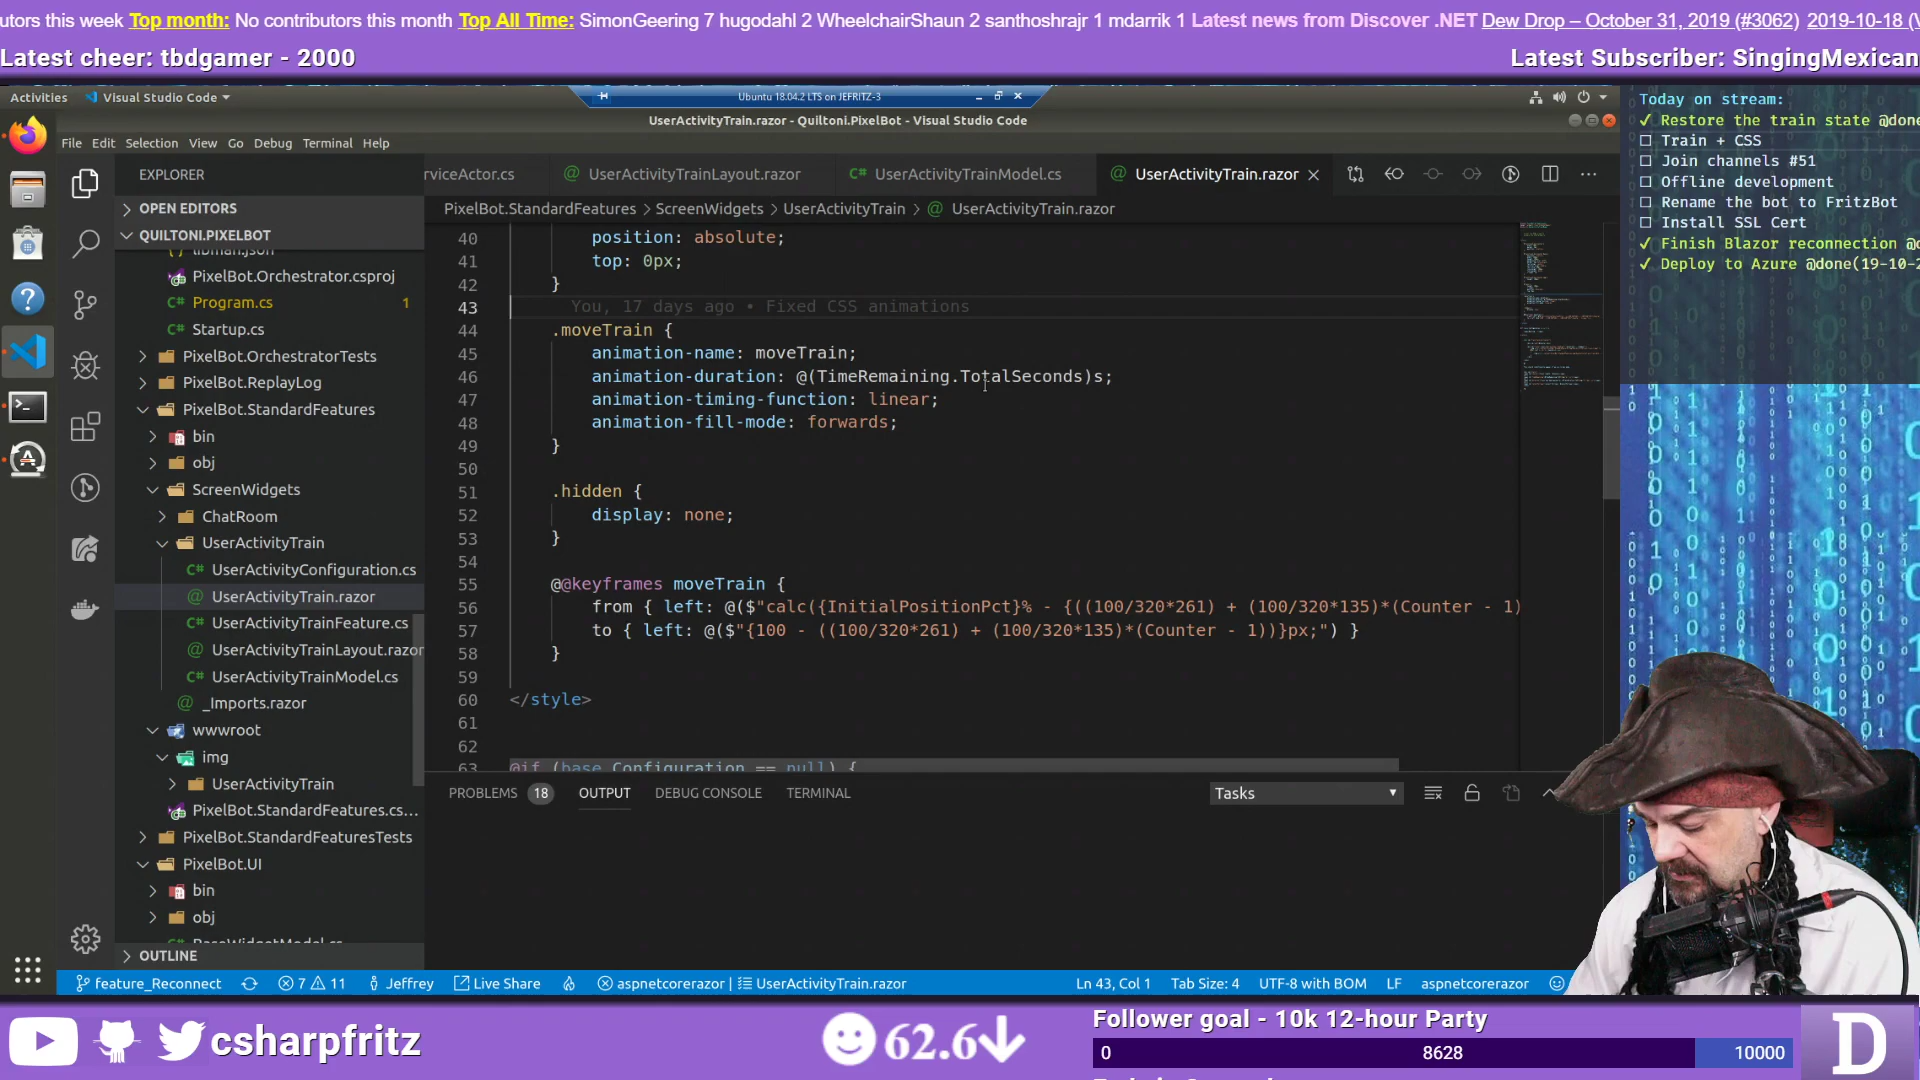 utors this week Top month: No contributors this month Top All Time: SimonGeering 7 hugodahl 2 WheelchairShaun 2 santhoshrajr 1 mdarrik 1 Latest news from Discover .NET Dew Drop – October 31, 2019 (#3062) 2019-10-18 (V
Latest cheer: tbdgamer - 2000
Latest Subscriber: SingingMexican
Activities
Visual Studio Code
Ubuntu 18.04.2 LTS on JEFRITZ-3
UserActivityTrain.razor - Quiltoni.PixelBot - Visual Studio Code
File Edit Selection View Go Debug Terminal Help
EXPLORER
OPEN EDITORS
QUILTONI.PIXELBOT
libman.json
PixelBot.Orchestrator.csproj
Program.cs 1
Startup.cs
PixelBot.OrchestratorTests
PixelBot.ReplayLog
PixelBot.StandardFeatures
bin
obj
ScreenWidgets
ChatRoom
UserActivityTrain
UserActivityConfiguration.cs
UserActivityTrain.razor
UserActivityTrainFeature.cs
UserActivityTrainLayout.razor
UserActivityTrainModel.cs
_Imports.razor
wwwroot
img
UserActivityTrain
PixelBot.StandardFeatures.cs...
PixelBot.StandardFeaturesTests
PixelBot.UI
bin
obj
BaseWidgetModel.cs
OUTLINE
rviceActor.cs
UserActivityTrainLayout.razor
UserActivityTrainModel.cs
UserActivityTrain.razor
PixelBot.StandardFeatures > ScreenWidgets > UserActivityTrain > UserActivityTrain.razor
40 position: absolute;
41 top: 0px;
42 }
43 You, 17 days ago • Fixed CSS animations
44 .moveTrain {
45 animation-name: moveTrain;
46 animation-duration: @(TimeRemaining.TotalSeconds)s;
47 animation-timing-function: linear;
48 animation-fill-mode: forwards;
49 }
50
51 .hidden {
52 display: none;
53 }
54
55 @@keyframes moveTrain {
56 from { left: @($"calc({InitialPositionPct}% - {((100/320*261) + (100/320*135)*(Counter - 1)
57 to { left: @($"{100 - ((100/320*261) + (100/320*135)*(Counter - 1))}px;") }
58 }
59
60 </style>
61
62
63 @if (base.Configuration == null) {
PROBLEMS 18 OUTPUT DEBUG CONSOLE TERMINAL
Tasks
feature_Reconnect
7 11
Jeffrey
Live Share
aspnetcorerazor | UserActivityTrain.razor
Ln 43, Col 1
Tab Size: 4
UTF-8 with BOM
LF
aspnetcorerazor
Today on stream:
✓ Restore the train state @done
☐ Train + CSS
☐ Join channels #51
☐ Offline development
☐ Rename the bot to FritzBot
☐ Install SSL Cert
✓ Finish Blazor reconnection @d
✓ Deploy to Azure @done(19-10-2
csharpfritz
62.6
Follower goal - 10k 12-hour Party
0 8628 10000
D